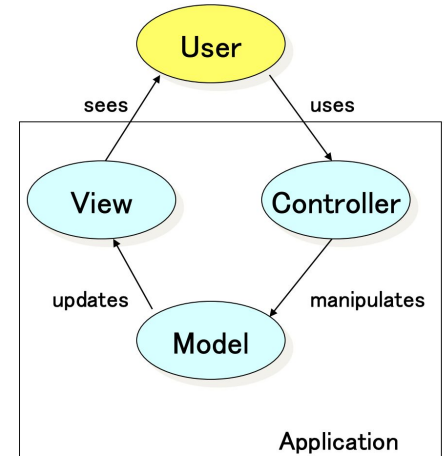 User
sees
uses
View
Controller
updates
manipulates
Model
Application